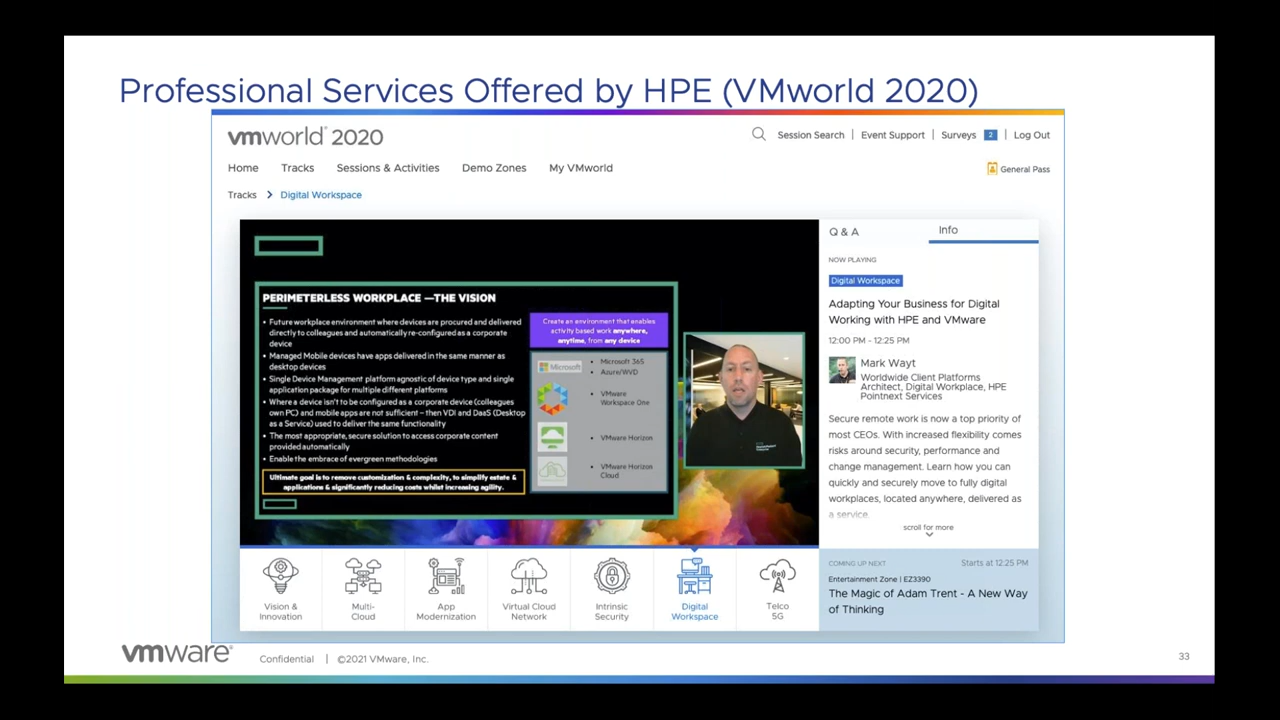 Professional Services Offered by HPE (VMworld 2020)
vmworld 2020
Session Search | Event Support | Surveys 2 | Log Out
Home Tracks Sessions & Activities Demo Zones My VMworld
General Pass
Tracks > Digital Workspace
PERIMETERLESS WORKPLACE —THE VISION
• Future workplace environment where devices are procured and delivered
directly to colleagues and automatically re-configured as a corporate
device
• Managed Mobile devices have apps delivered in the same manner as
desktop devices
• Single Device Management platform agnostic of device type and single
application package for multiple different platforms
• Where a device isn't to be configured as a corporate device (colleagues
own PC) and mobile apps are not sufficient – then VDI and DaaS (Desktop
as a Service) used to deliver the same functionality
• The most appropriate, secure solution to access corporate content
provided automatically
• Enable the embrace of evergreen methodologies
Ultimate goal is to remove customization & complexity, to simplify estate &
applications & significantly reducing costs whilst increasing agility.
Create an environment that enables
activity based work anywhere,
anytime, from any device
Microsoft
• Microsoft 365
• Azure/WVD
• VMware
Workspace One
• VMware Horizon
• VMware Horizon
Cloud
Q & A
Info
NOW PLAYING
Digital Workspace
Adapting Your Business for Digital
Working with HPE and VMware
12:00 PM - 12:25 PM
Mark Wayt
Worldwide Client Platforms
Architect, Digital Workplace, HPE
Pointnext Services
Secure remote work is now a top priority of
most CEOs. With increased flexibility comes
risks around security, performance and
change management. Learn how you can
quickly and securely move to fully digital
workplaces, located anywhere, delivered as
a service.
scroll for more
Vision &
Innovation
Multi-
Cloud
App
Modernization
Virtual Cloud
Network
Intrinsic
Security
Digital
Workspace
Telco
5G
COMING UP NEXT
Starts at 12:25 PM
Entertainment Zone | EZ3390
The Magic of Adam Trent - A New Way
of Thinking
vmware®
Confidential | ©2021 VMware, Inc.
33